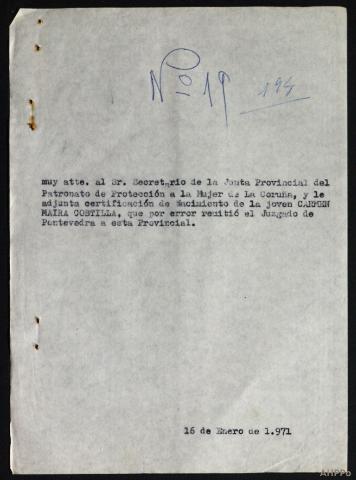 Nº 19
194
muy atte. al Sr. Secretario de la Junta Provincial del
Patronato de Protección a la Mujer de La Coruña, y le
adjunta certificación de Nacimiento de la joven CARMEN
MAIRA COSTILLA, que por error remitió el Juzgado de
Pontevedra a esta Provincial.
16 de Enero de 1.971
AHPPo